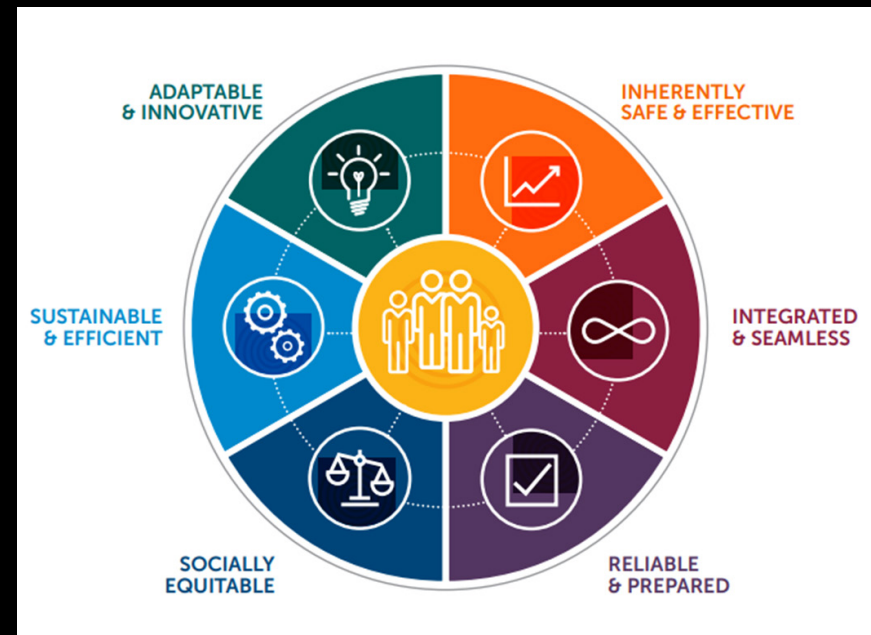 ADAPTABLE
& INNOVATIVE
INHERENTLY
SAFE & EFFECTIVE
SUSTAINABLE
& EFFICIENT
INTEGRATED
& SEAMLESS
SOCIALLY
EQUITABLE
RELIABLE
& PREPARED